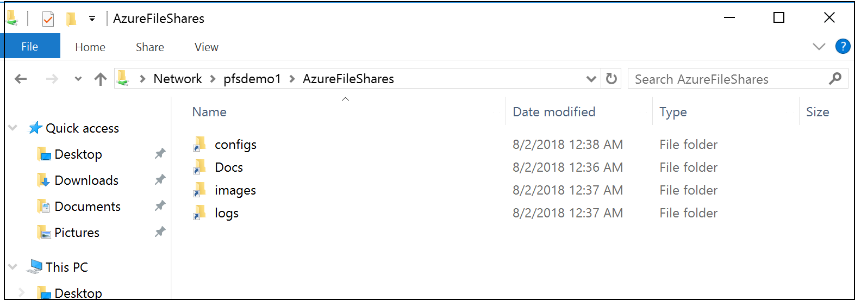 AzureFileShares
File Home Share View
Network pfsdemo1 AzureFileShares Search AzureFileShares
Name Date modified Type Size
Quick access
Desktop
Downloads
Documents
Pictures
This PC
Desktop
configs 8/2/2018 12:38 AM File folder
Docs 8/2/2018 12:36 AM File folder
images 8/2/2018 12:37 AM File folder
logs 8/2/2018 12:37 AM File folder